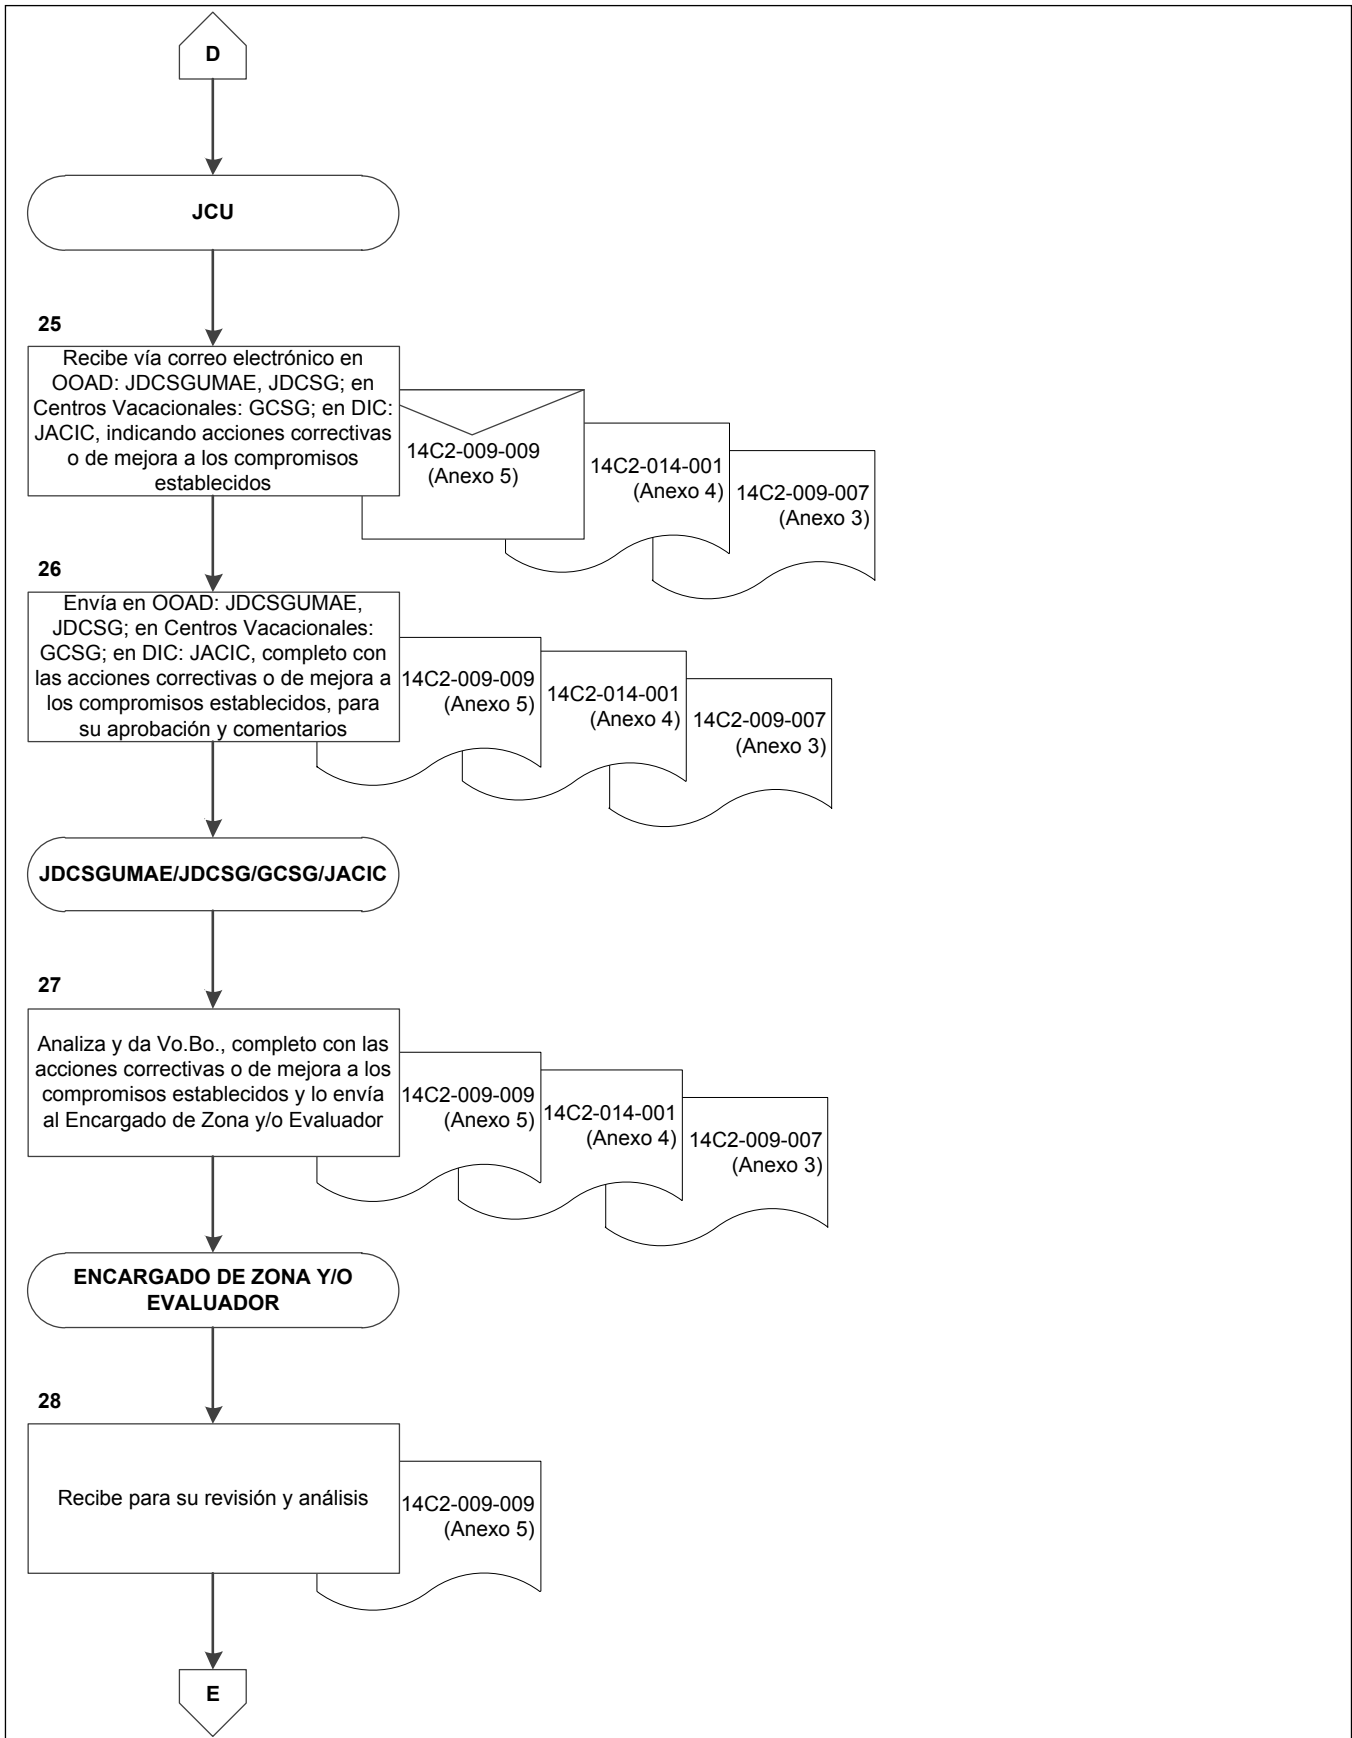 D
JCU
25
Recibe vía correo electrónico en
OOAD: JDCSGUMAE, JDCSG; en
Centros Vacacionales: GCSG; en DIC:
JACIC, indicando acciones correctivas
o de mejora a los compromisos
establecidos
14C2-009-009
(Anexo 5)
14C2-014-001
(Anexo 4)
14C2-009-007
(Anexo 3)
26
Envía en OOAD: JDCSGUMAE,
JDCSG; en Centros Vacacionales:
GCSG; en DIC: JACIC, completo con
las acciones correctivas o de mejora a
los compromisos establecidos, para
su aprobación y comentarios
14C2-009-009
(Anexo 5)
14C2-014-001
(Anexo 4)
14C2-009-007
(Anexo 3)
JDCSGUMAE/JDCSG/GCSG/JACIC
27
Analiza y da Vo.Bo., completo con las
acciones correctivas o de mejora a los
compromisos establecidos y lo envía
al Encargado de Zona y/o Evaluador
14C2-009-009
(Anexo 5)
14C2-014-001
(Anexo 4)
14C2-009-007
(Anexo 3)
ENCARGADO DE ZONA Y/O
EVALUADOR
28
Recibe para su revisión y análisis
14C2-009-009
(Anexo 5)
E